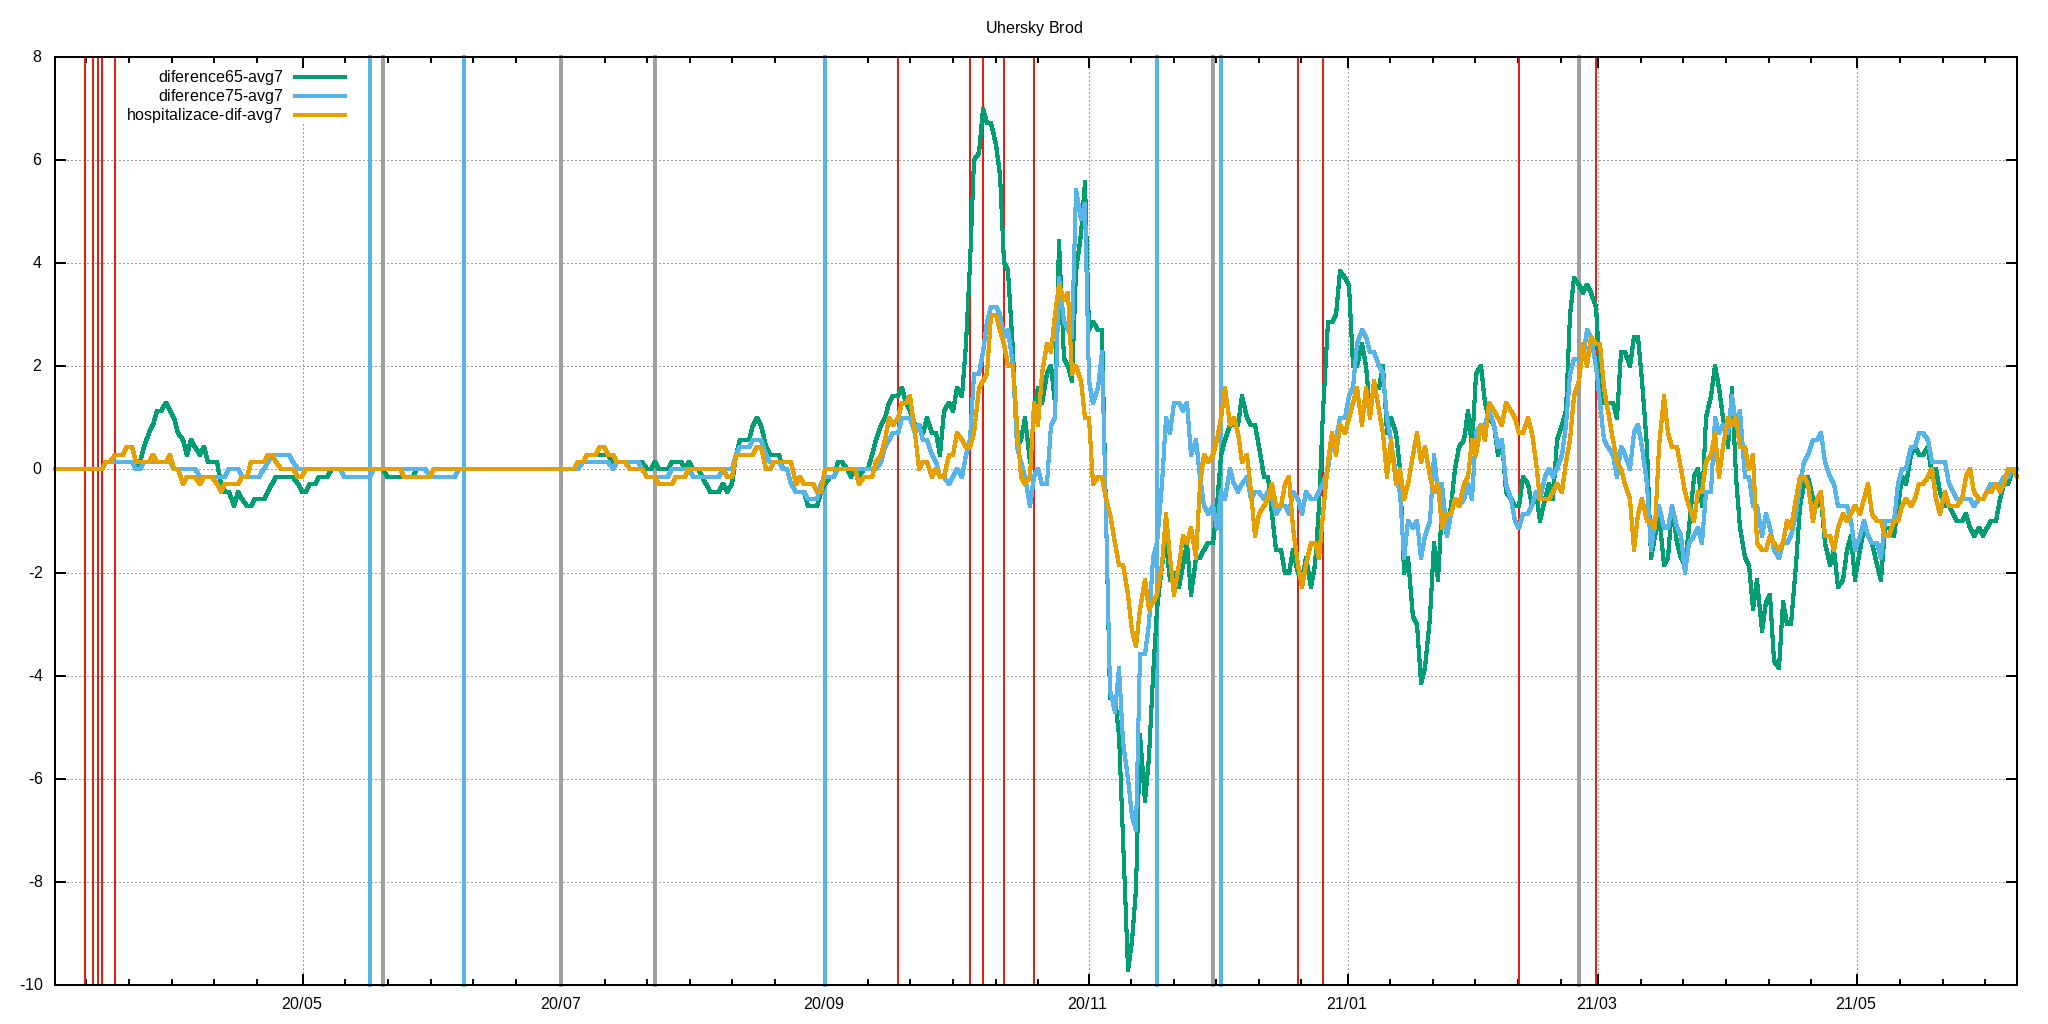 Uhersky Brod
diference65-avg7
diference75-avg7
hospitalizace-dif-avg7
8
6
4
2
0
-2
-4
-6
-8
-10
20/05 20/07 20/09 20/11 21/01 21/03 21/05